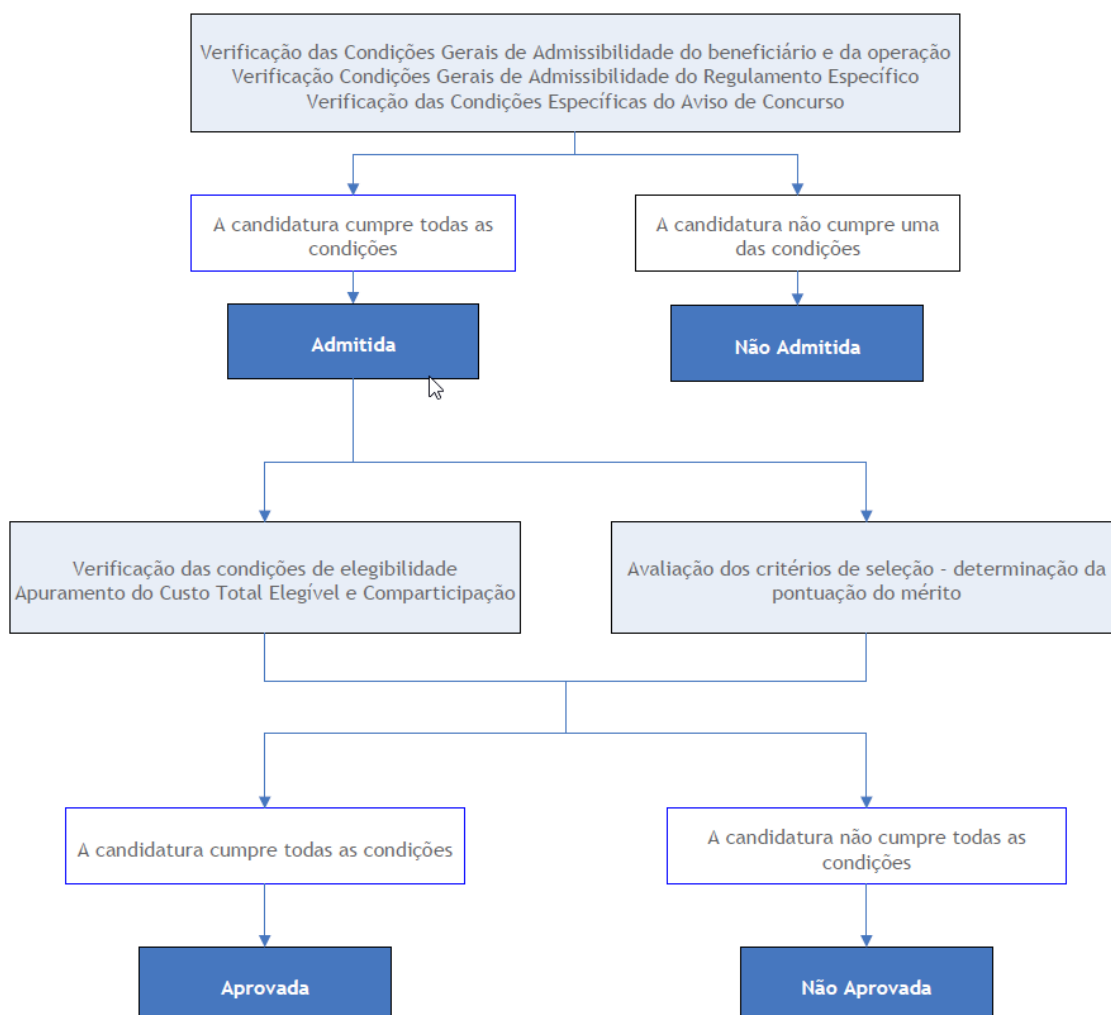 Verificação das Condições Gerais de Admissibilidade do beneficiário e da operação
Verificação Condições Gerais de Admissibilidade do Regulamento Específico
Verificação das Condições Específicas do Aviso de Concurso
A candidatura cumpre todas as
condições
A candidatura não cumpre uma
das condições
Admitida
Não Admitida
Verificação das condições de elegibilidade
Apuramento do Custo Total Elegível e Comparticipação
Avaliação dos critérios de seleção - determinação da
pontuação do mérito
A candidatura cumpre todas as condições
A candidatura não cumpre todas as
condições
Aprovada
Não Aprovada